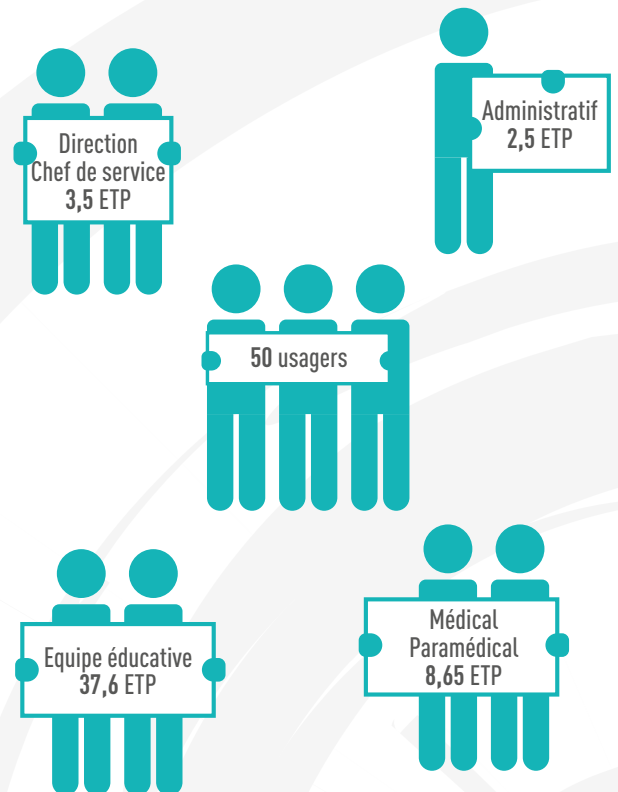 Direction
Chef de service
3,5 ETP
Administratif
2,5 ETP
50 usagers
Equipe éducative
37,6 ETP
Médical
Paramédical
8,65 ETP